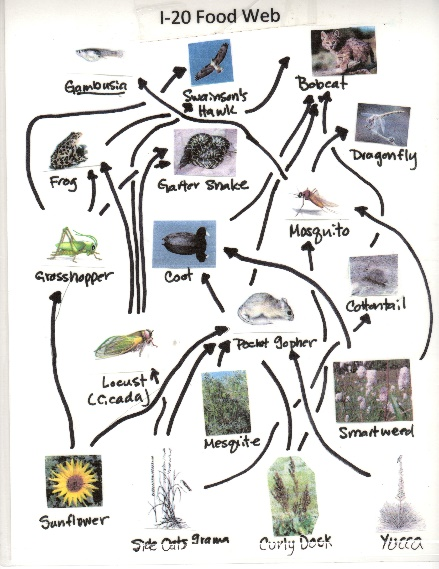 I-20 Food Web
Gambusia
Swainson's
Hawk
Bobcat
Frog
Garter Snake
Dragonfly
Mosquito
Grasshopper
Coot
Cottontail
Pocket gopher
Locust
(Cicada)
Mesquite
Smartweed
Sunflower
Side Oats Grama
Curly Dock
Yucca